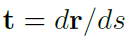 t = dr/ds